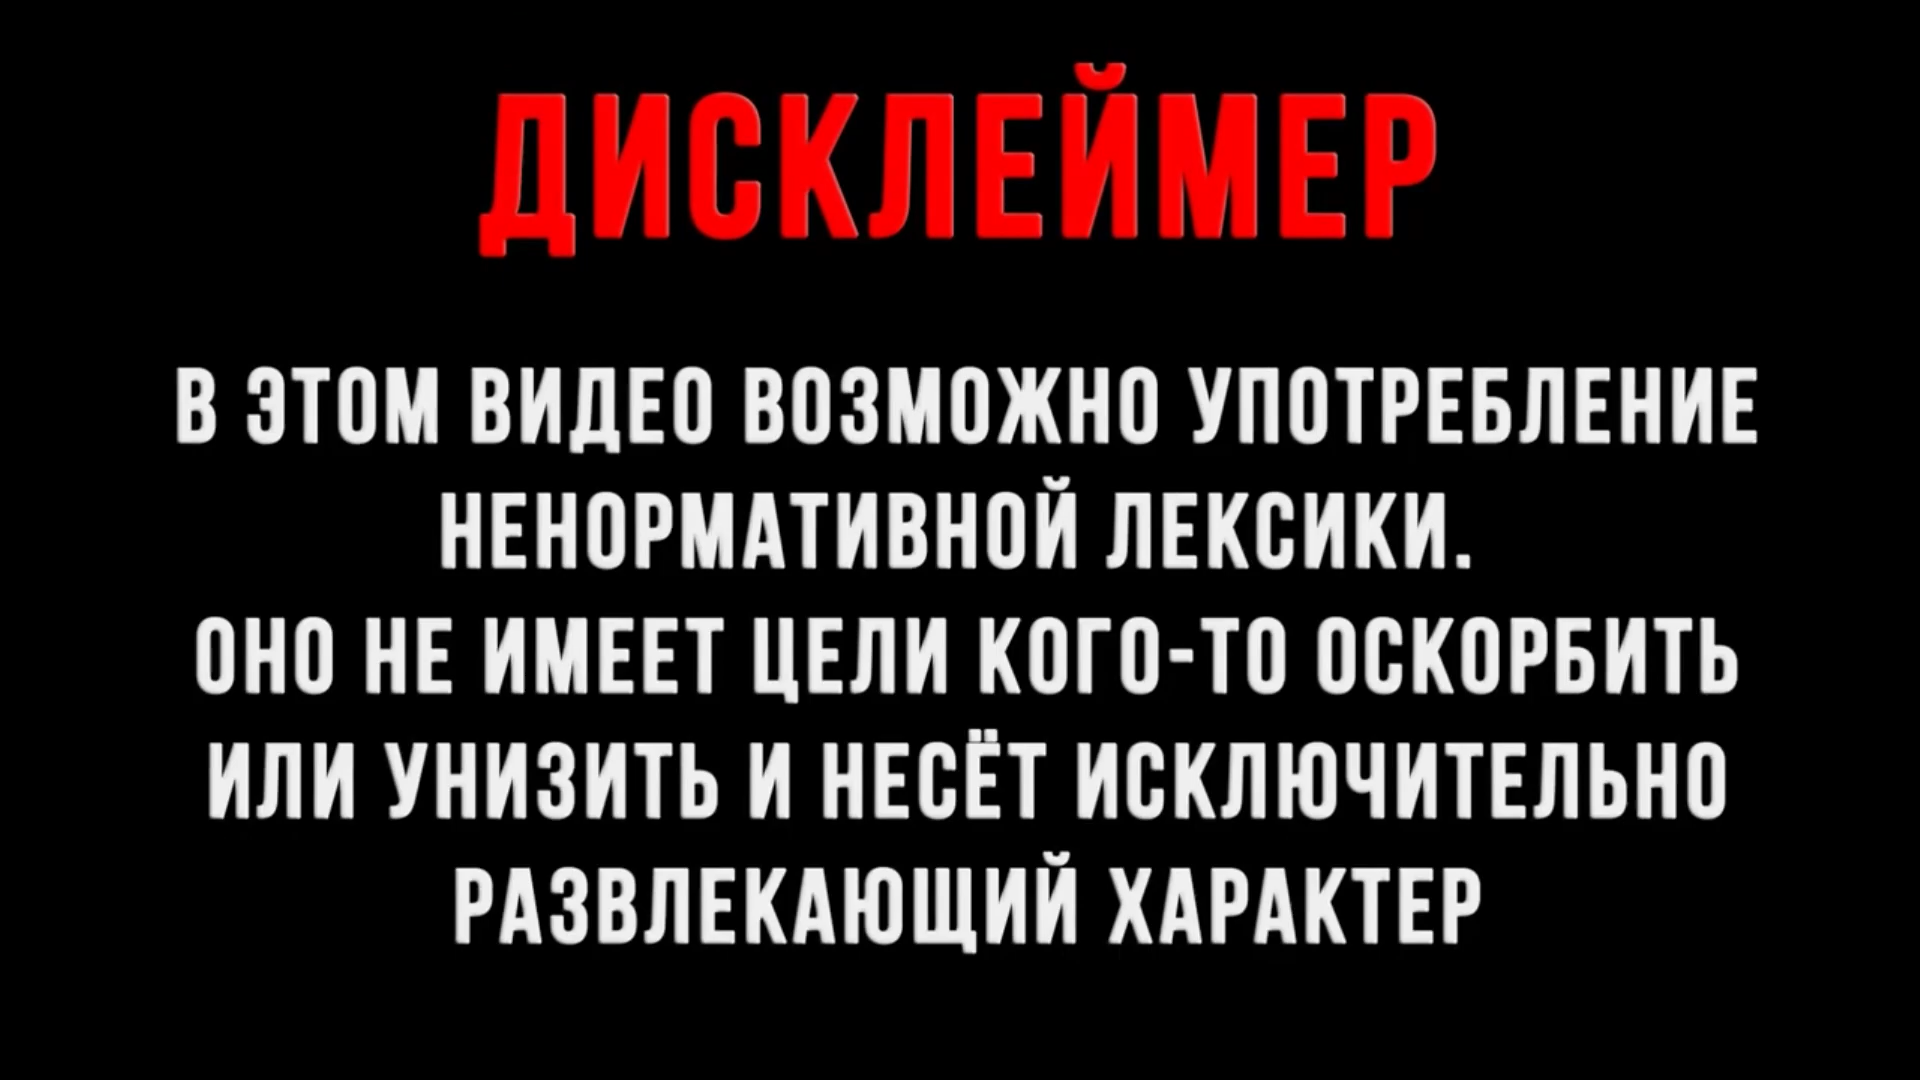 ДИСКЛЕЙМЕР
В ЭТОМ ВИДЕО ВОЗМОЖНО УПОТРЕБЛЕНИЕ
НЕНОРМАТИВНОЙ ЛЕКСИКИ.
ОНО НЕ ИМЕЕТ ЦЕЛИ КОГО-ТО ОСКОРБИТЬ
ИЛИ УНИЗИТЬ И НЕСЁТ ИСКЛЮЧИТЕЛЬНО
РАЗВЛЕКАЮЩИЙ ХАРАКТЕР